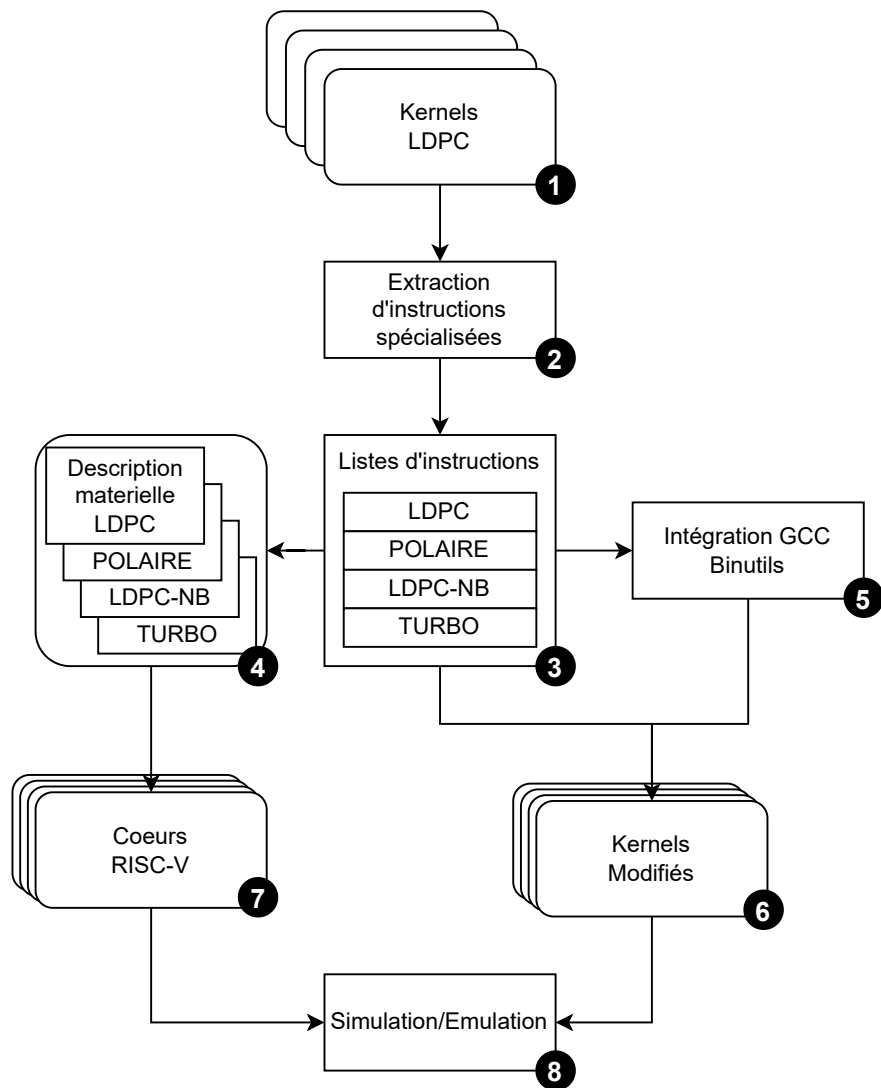 Kernels
LDPC
1
Extraction
d'instructions
spécialisées
2
Listes d'instructions
LDPC
POLAIRE
LDPC-NB
TURBO
3
Description
materielle
LDPC
POLAIRE
LDPC-NB
TURBO
4
Intégration GCC
Binutils
5
Kernels
Modifiés
6
Coeurs
RISC-V
7
Simulation/Emulation
8